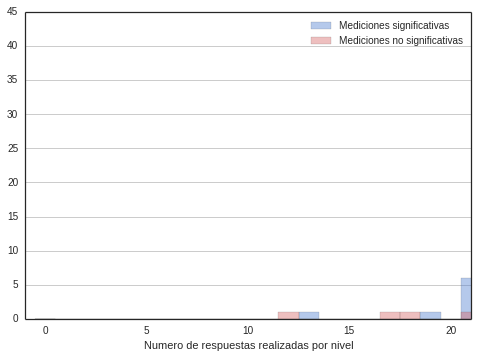 45
40
35
30
25
20
15
10
5
0
Mediciones significativas
Mediciones no significativas
0 5 10 15 20
Numero de respuestas realizadas por nivel